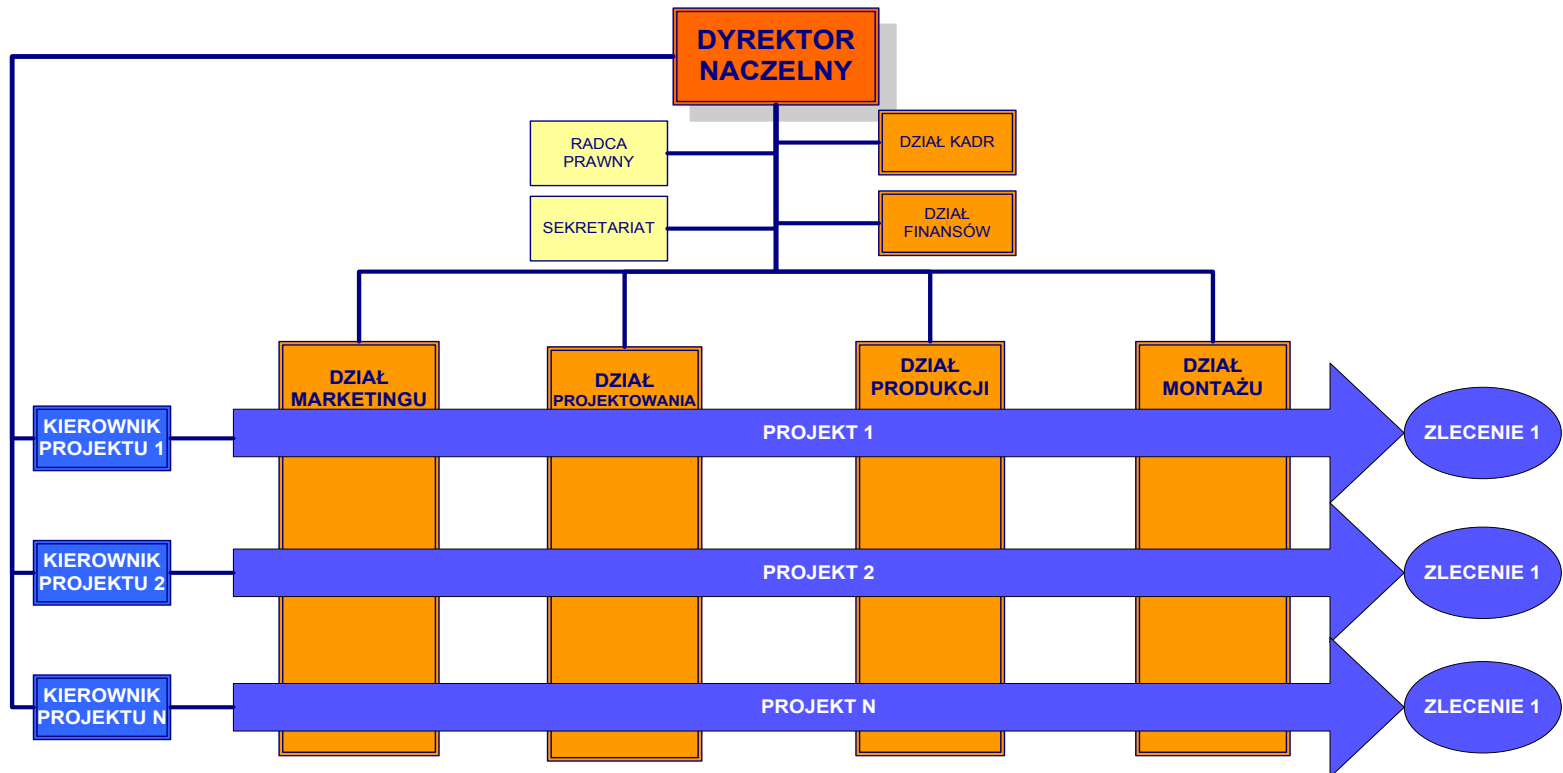 DYREKTOR
NACZELNY
RADCA
PRAWNY
DZIAŁ KADR
SEKRETARIAT
DZIAŁ
FINANSÓW
DZIAŁ
MARKETINGU
DZIAŁ
PROJEKTOWANIA
DZIAŁ
PRODUKCJI
DZIAŁ
MONTAŻU
KIEROWNIK
PROJEKTU 1
PROJEKT 1
ZLECENIE 1
KIEROWNIK
PROJEKTU 2
PROJEKT 2
ZLECENIE 1
KIEROWNIK
PROJEKTU N
PROJEKT N
ZLECENIE 1